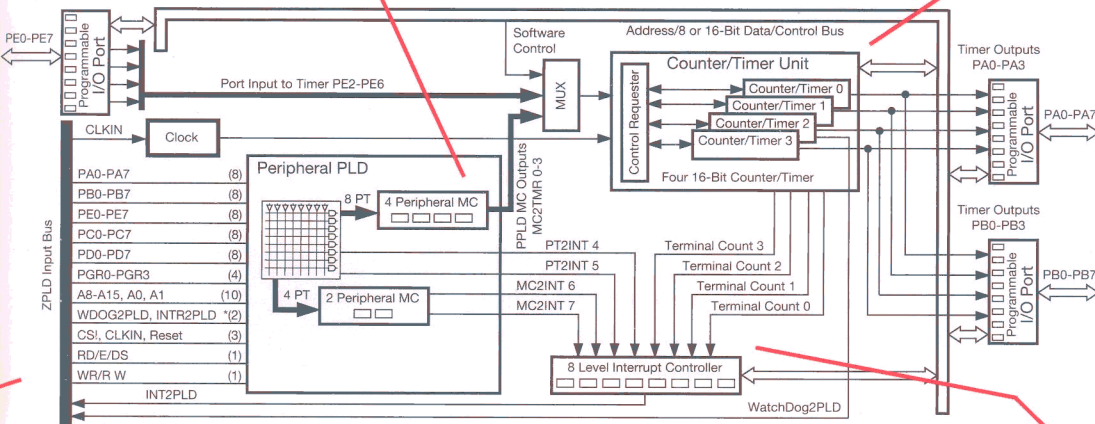 PE0-PE7
Programmable
I/O Port
Port Input to Timer PE2-PE6
Software
Control
MUX
Address/8 or 16-Bit Data/Control Bus
Counter/Timer Unit
Control Requester
Counter/Timer 0
Counter/Timer 1
Counter/Timer 2
Counter/Timer 3
Four 16-Bit Counter/Timer
Timer Outputs
PA0-PA3
Programmable
I/O Port
PA0-PA7
Timer Outputs
PB0-PB3
Programmable
I/O Port
PB0-PB7
CLKIN
Clock
ZPLD Input Bus
PA0-PA7 (8)
PB0-PB7 (8)
PE0-PE7 (8)
PC0-PC7 (8)
PD0-PD7 (8)
PGR0-PGR3 (4)
A8-A15, A0, A1 (10)
WDOG2PLD, INTR2PLD *(2)
CS!, CLKIN, Reset (3)
RD/E/DS (1)
WR/R W (1)
Peripheral PLD
8 PT
4 Peripheral MC
4 PT
2 Peripheral MC
PPLD MC Outputs
MC2TMR 0-3
PT2INT 4
PT2INT 5
MC2INT 6
MC2INT 7
Terminal Count 3
Terminal Count 2
Terminal Count 1
Terminal Count 0
8 Level Interrupt Controller
INT2PLD
WatchDog2PLD